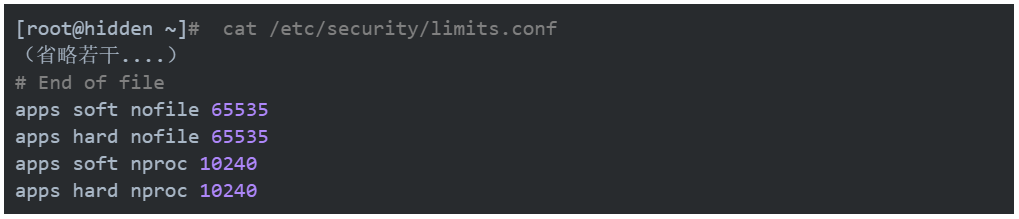 [root@hidden ~]#  cat /etc/security/limits.conf
（省略若干....）
# End of file
apps soft nofile 65535
apps hard nofile 65535
apps soft nproc 10240
apps hard nproc 10240